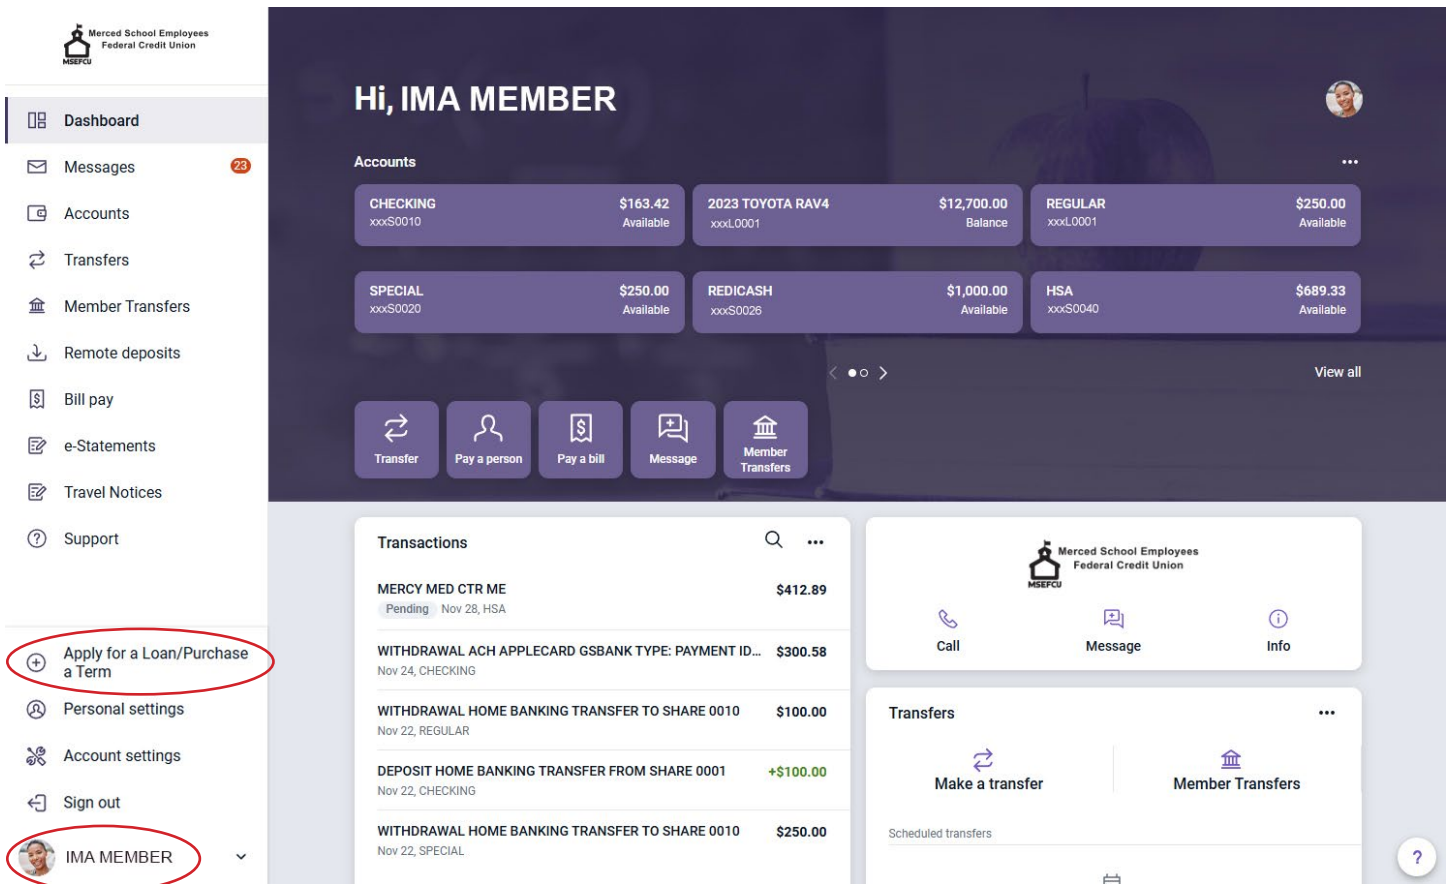 Merced School Employees
Federal Credit Union
MSEFCU
Dashboard
Messages 23
Accounts
Transfers
Member Transfers
Remote deposits
Bill pay
e-Statements
Travel Notices
Support
Apply for a Loan/Purchase
a Term
Personal settings
Account settings
Sign out
IMA MEMBER
Hi, IMA MEMBER
Accounts
CHECKING $163.42
xxxS0010 Available
2023 TOYOTA RAV4 $12,700.00
xxxL0001 Balance
REGULAR $250.00
xxxL0001 Available
SPECIAL $250.00
xxxS0020 Available
REDICASH $1,000.00
xxxS0026 Available
HSA $689.33
xxxS0040 Available
View all
Transfer
Pay a person
Pay a bill
Message
Member
Transfers
Transactions
MERCY MED CTR ME $412.89
Pending Nov 28, HSA
WITHDRAWAL ACH APPLECARD GSBANK TYPE: PAYMENT ID... $300.58
Nov 24, CHECKING
WITHDRAWAL HOME BANKING TRANSFER TO SHARE 0010 $100.00
Nov 22, REGULAR
DEPOSIT HOME BANKING TRANSFER FROM SHARE 0001 +$100.00
Nov 22, CHECKING
WITHDRAWAL HOME BANKING TRANSFER TO SHARE 0010 $250.00
Nov 22, SPECIAL
Merced School Employees
Federal Credit Union
MSEFCU
Call
Message
Info
Transfers
Make a transfer
Member Transfers
Scheduled transfers
?